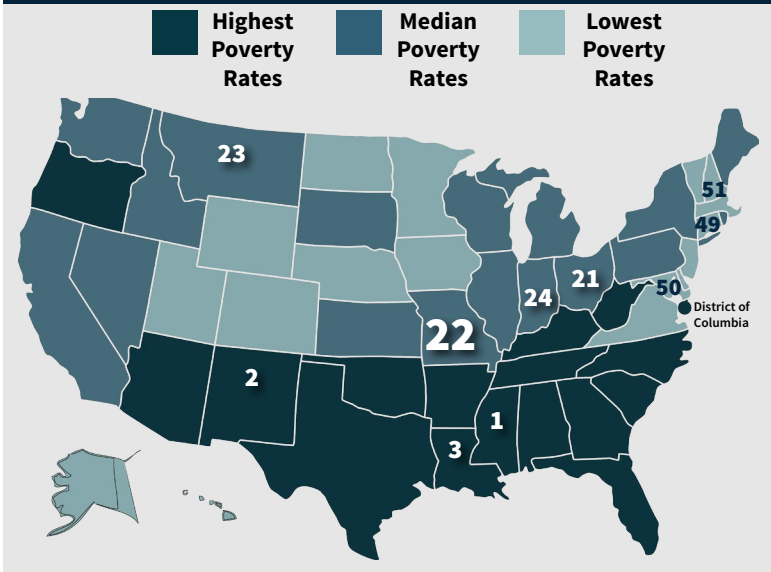 Highest
Poverty
Rates
Median
Poverty
Rates
Lowest
Poverty
Rates
23
51
49
21
24
50
District of
Columbia
22
2
1
3